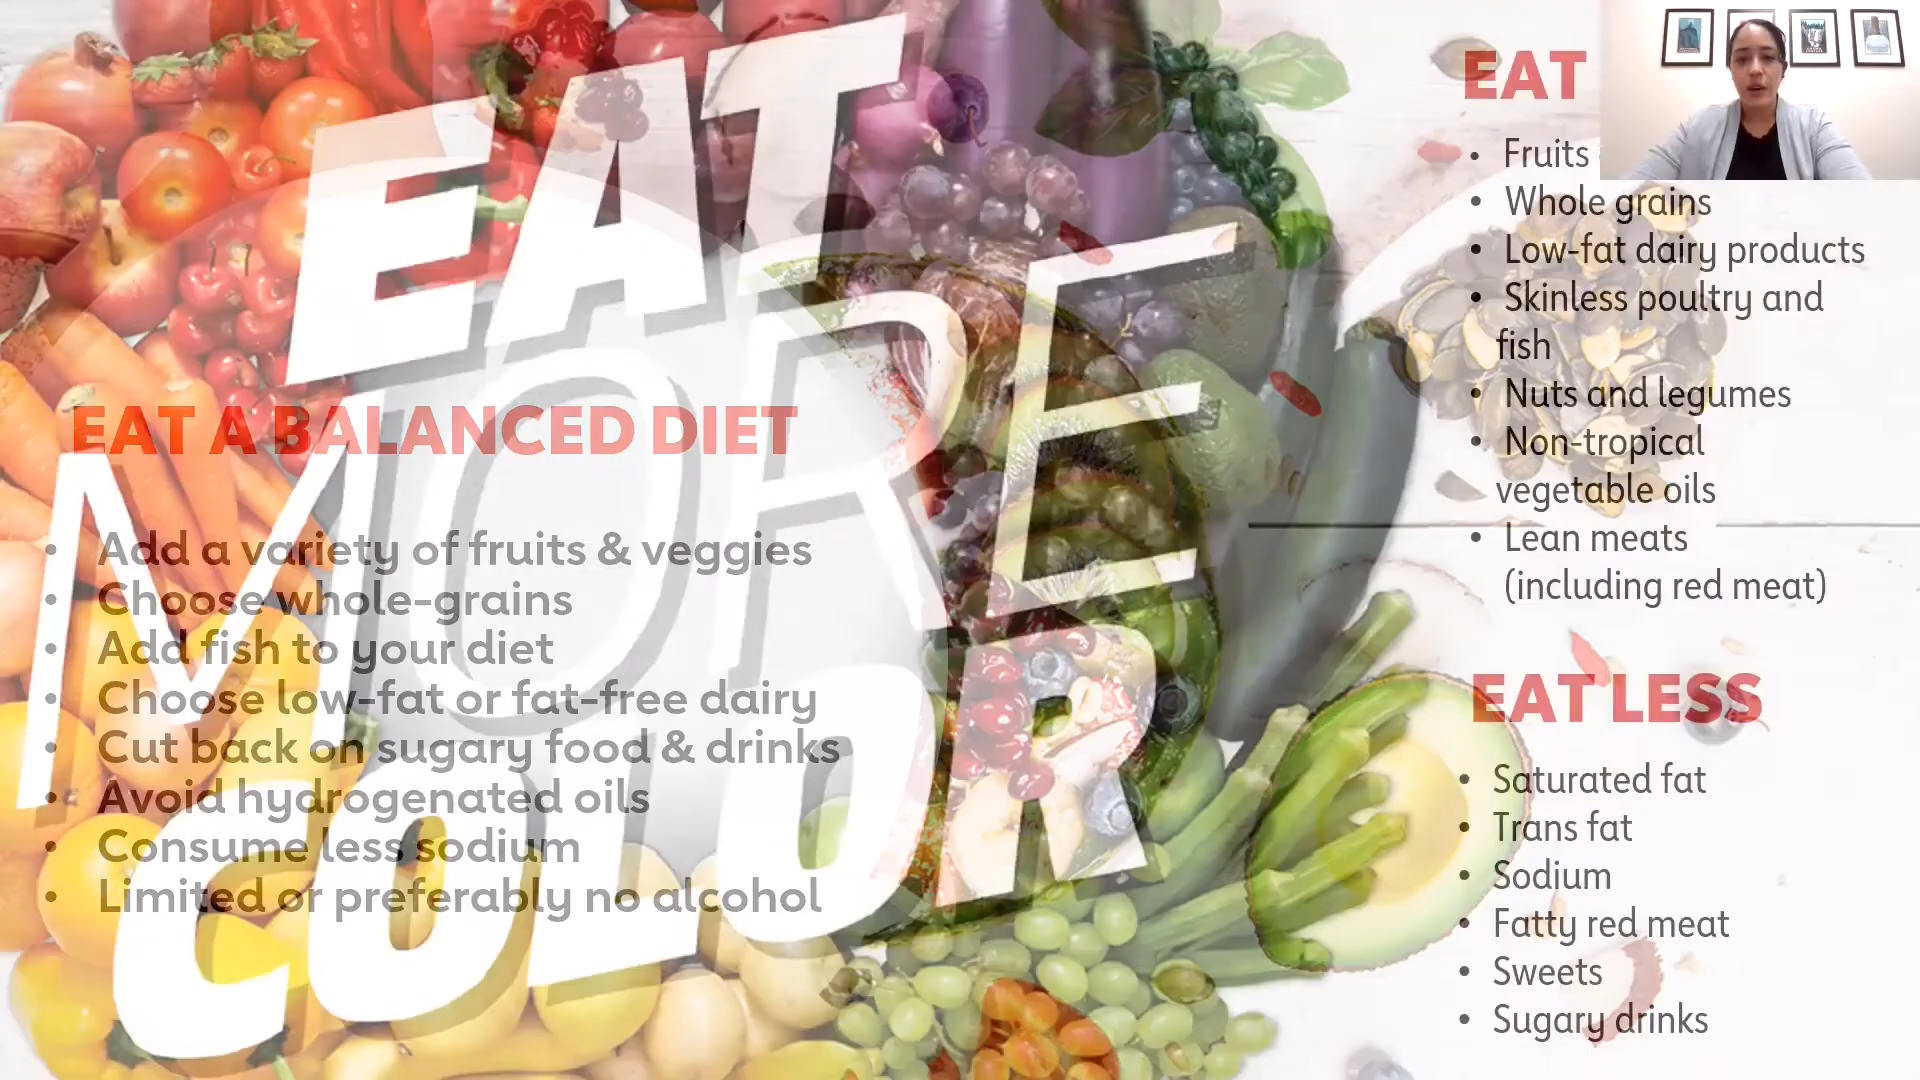 EAT
MORE
COLOR
EAT A BALANCED DIET
• Add a variety of fruits & veggies
• Choose whole-grains
• Add fish to your diet
• Choose low-fat or fat-free dairy
• Cut back on sugary food & drinks
• Avoid hydrogenated oils
• Consume less sodium
• Limited or preferably no alcohol
EAT
• Fruits
• Whole grains
• Low-fat dairy products
• Skinless poultry and
fish
• Nuts and legumes
• Non-tropical
vegetable oils
• Lean meats
(including red meat)
EAT LESS
• Saturated fat
• Trans fat
• Sodium
• Fatty red meat
• Sweets
• Sugary drinks